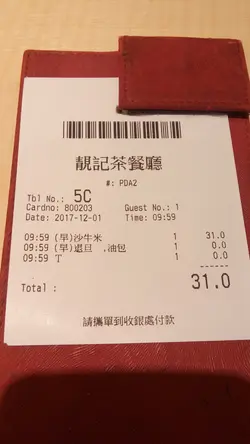 靚記茶餐廳
#: PDA2
Tbl No.: 5C
Cardno: 800203 Guest No.: 1
Date: 2017-12-01 Time: 09:59
09:59 (早)沙牛米 1 31.0
09:59 (早)退旦 .油包 1 0.0
09:59 丁 1 0.0
Total : 31.0
請攜單到收銀處付款